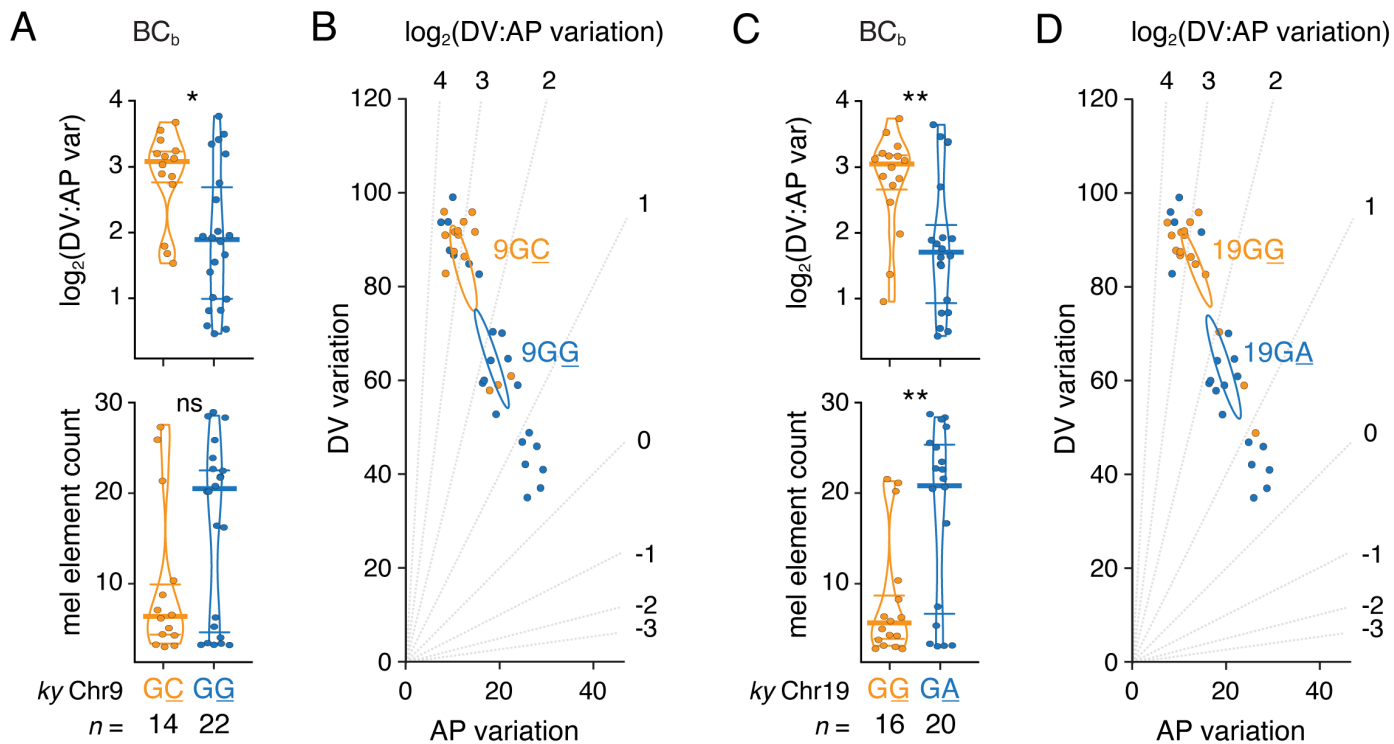 A
BC_b
*
log₂(DV:AP var)
4
3
2
1
ns
mel element count
30
20
10
ky Chr9 GC GG
n = 14 22
B
log₂(DV:AP variation)
4 3 2
1
0
-1
-2
-3
DV variation
120
100
80
60
40
20
0
9GC
9GG
0 20 40
AP variation
C
BC_b
**
log₂(DV:AP var)
4
3
2
1
**
mel element count
30
20
10
ky Chr19 GG GA
n = 16 20
D
log₂(DV:AP variation)
4 3 2
1
0
-1
-2
-3
DV variation
120
100
80
60
40
20
0
19GG
19GA
0 20 40
AP variation